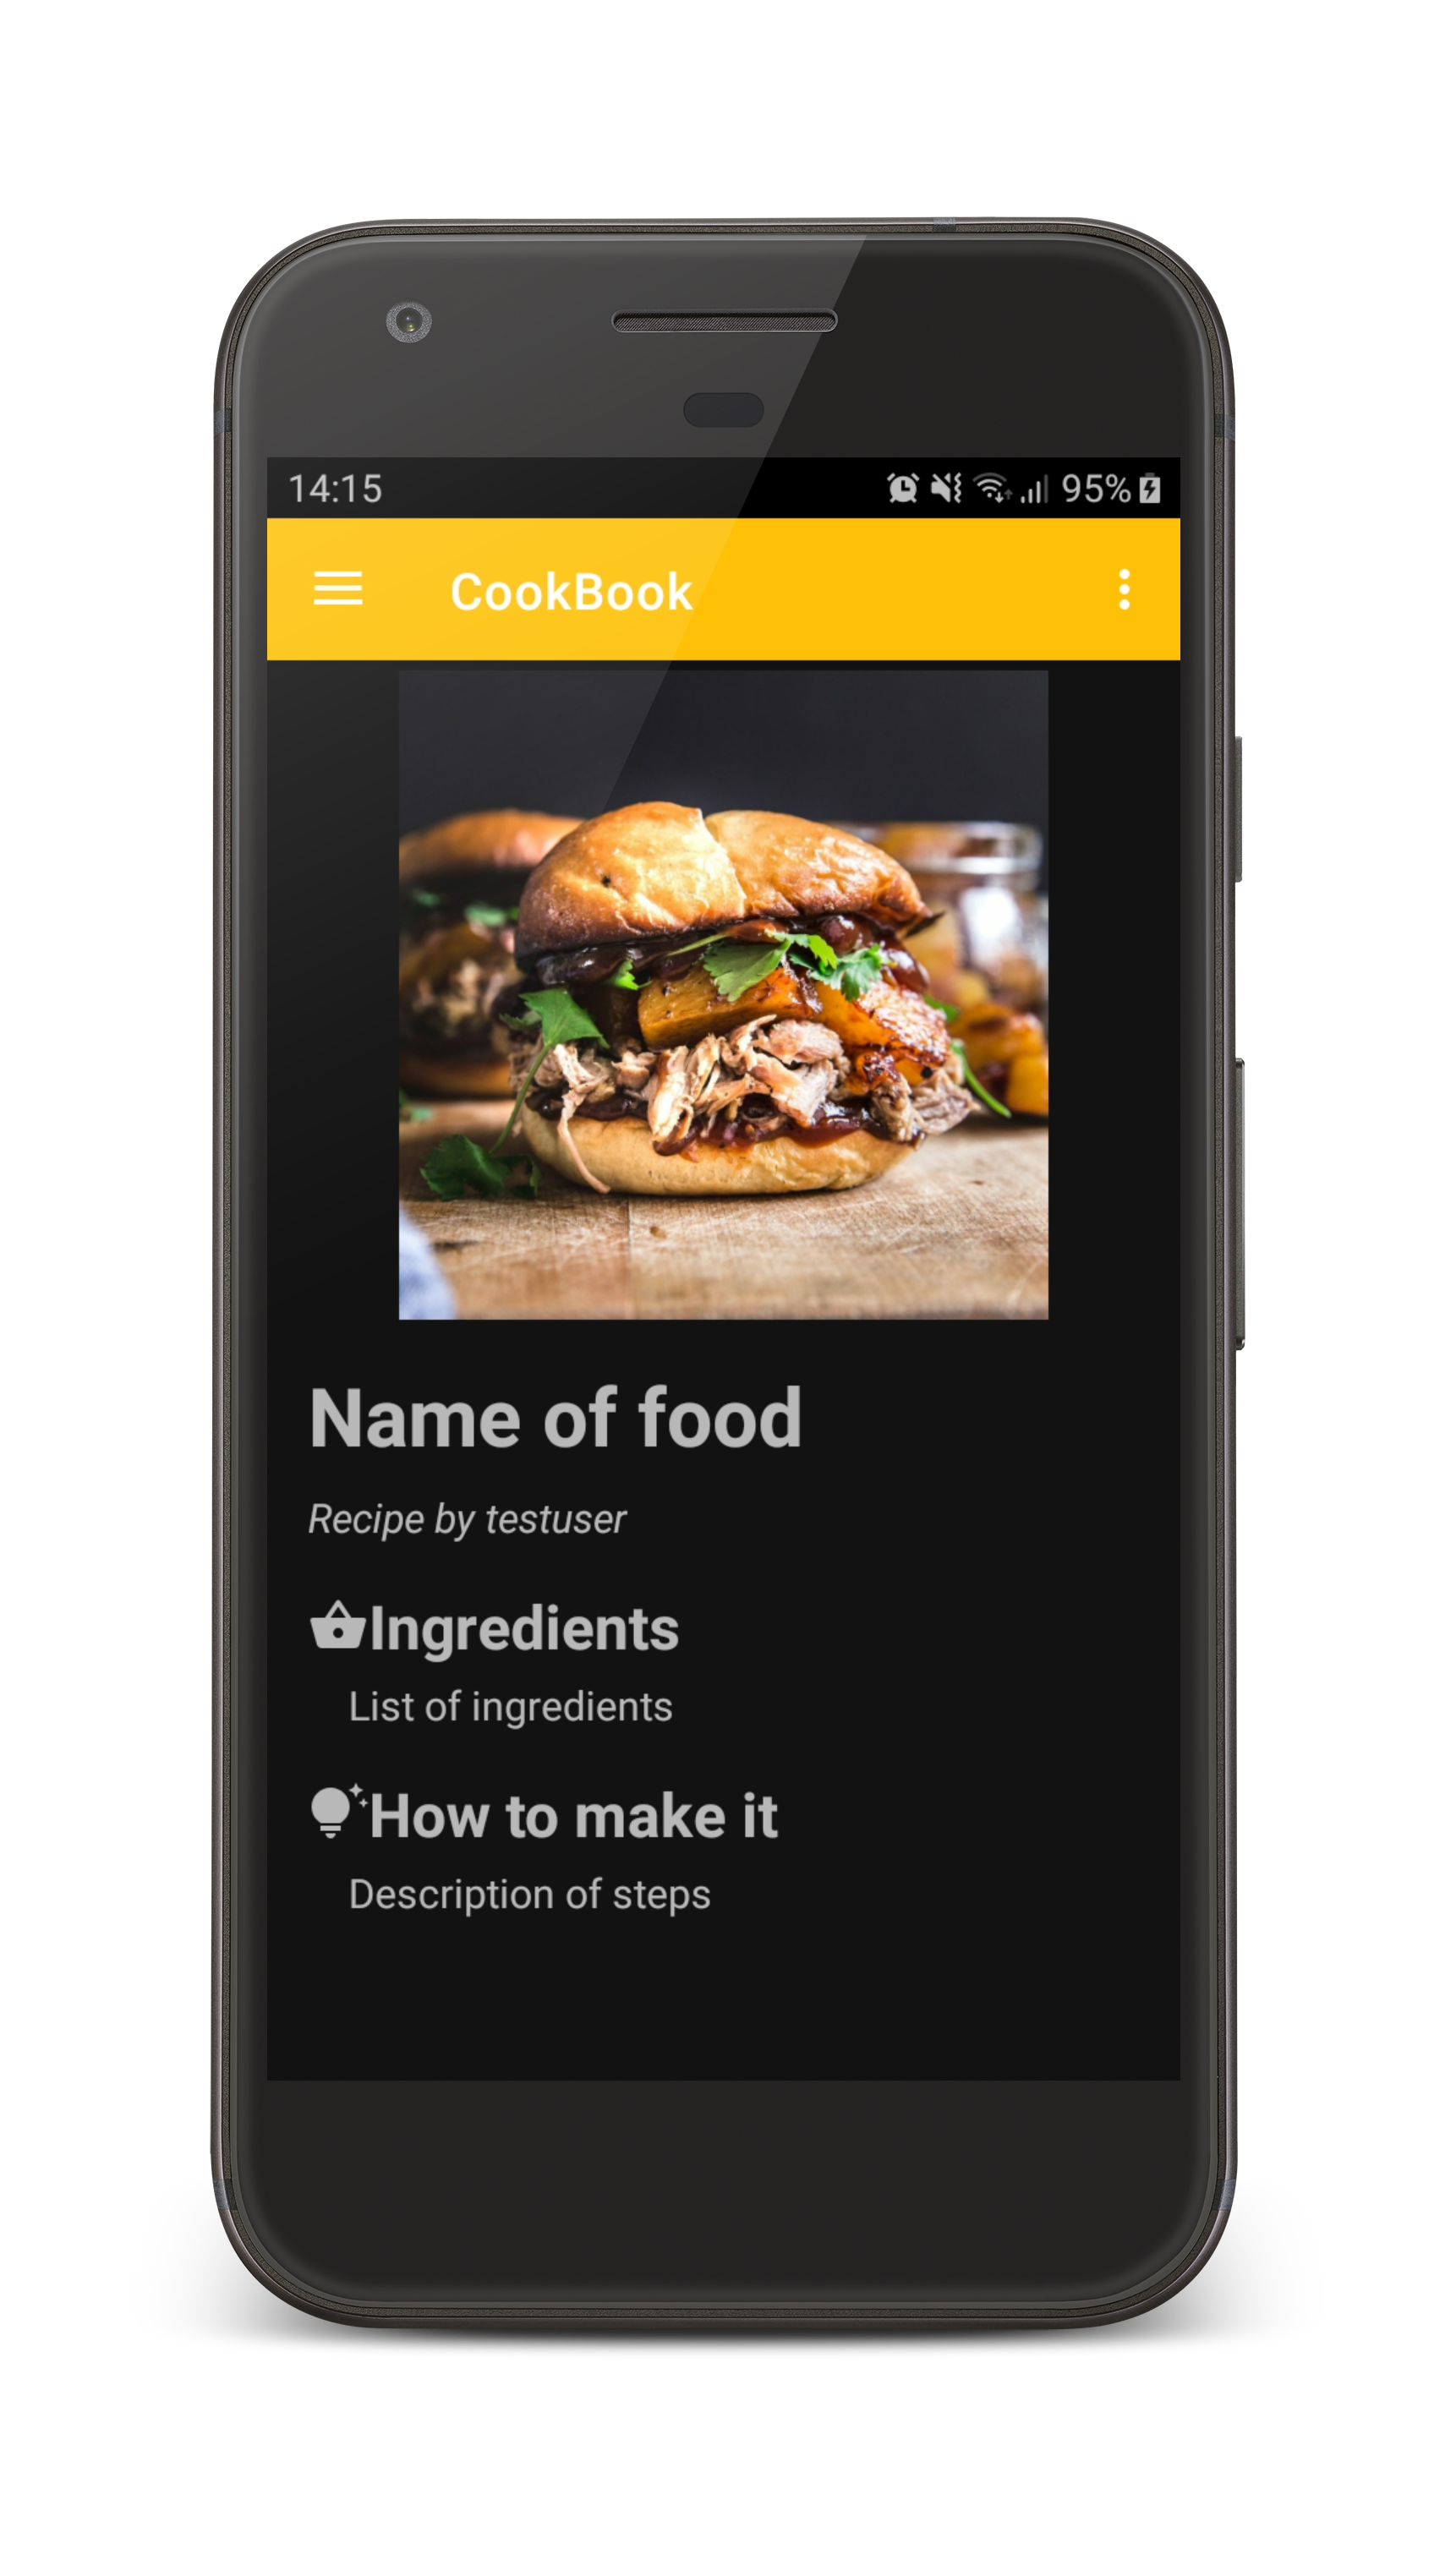 14:15 95%
CookBook
Name of food
Recipe by testuser
Ingredients
List of ingredients
How to make it
Description of steps